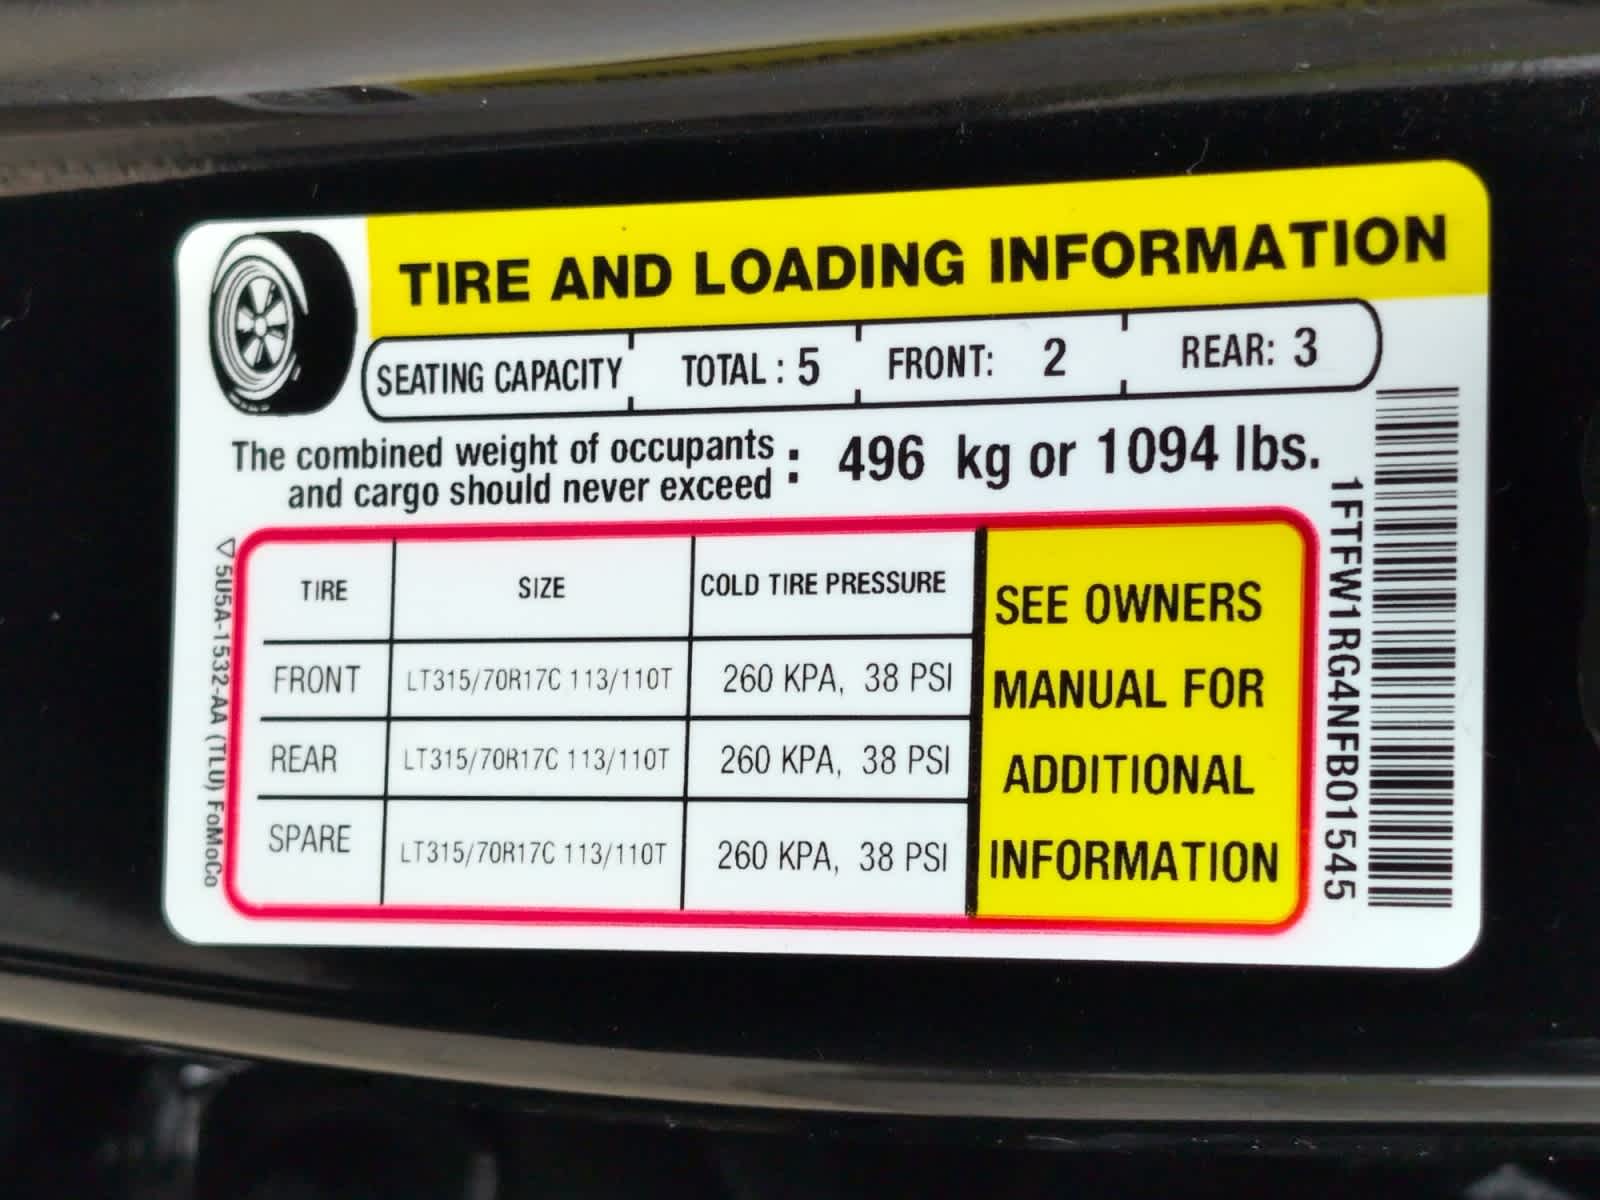 TIRE AND LOADING INFORMATION
SEATING CAPACITY TOTAL : 5 FRONT: 2 REAR: 3
The combined weight of occupants
and cargo should never exceed : 496 kg or 1094 lbs.
TIRE SIZE COLD TIRE PRESSURE
FRONT LT315/70R17C 113/110T 260 KPA, 38 PSI
REAR LT315/70R17C 113/110T 260 KPA, 38 PSI
SPARE LT315/70R17C 113/110T 260 KPA, 38 PSI
SEE OWNERS
MANUAL FOR
ADDITIONAL
INFORMATION
1FTFW1RG4NFB01545
5U5A-1532-AA (TLU) FoMoCo